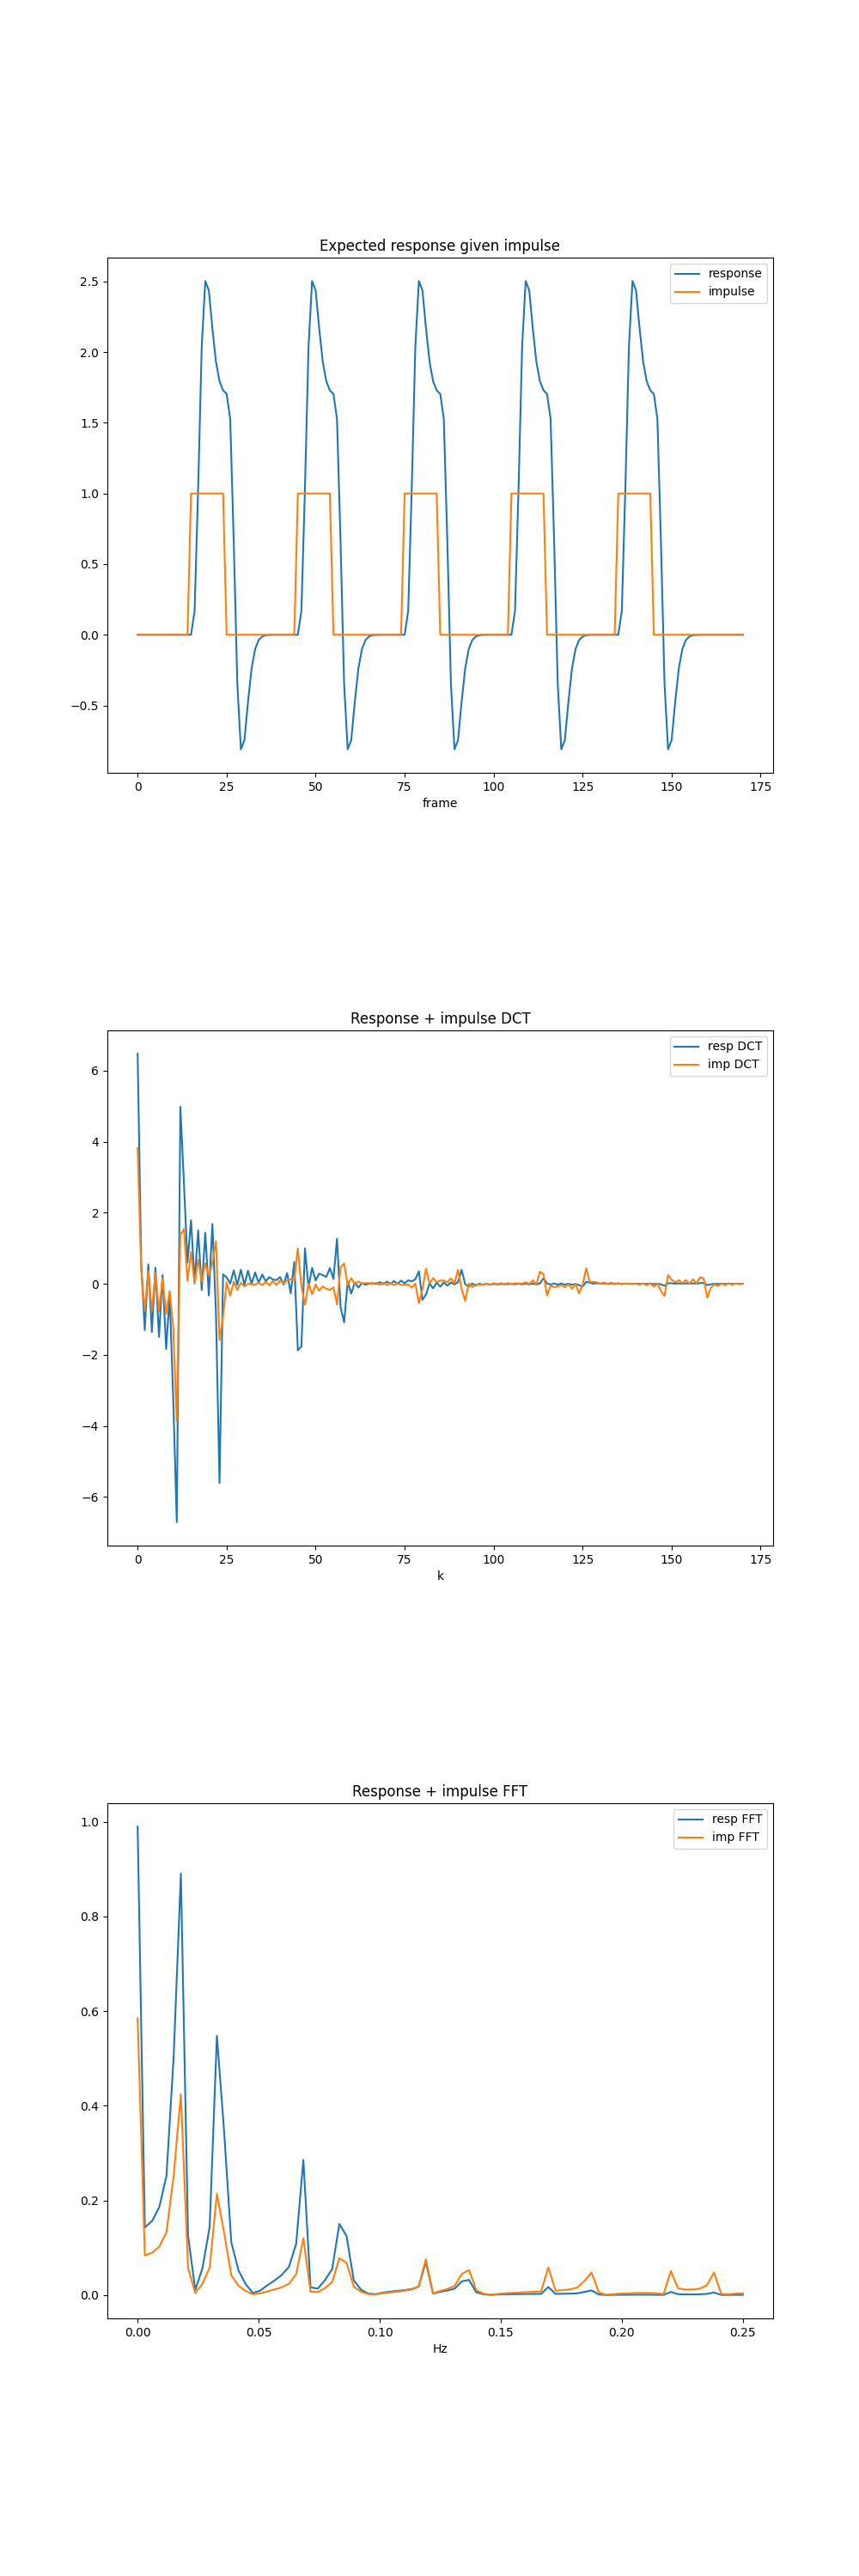 Expected response given impulse
response
impulse
2.5
2.0
1.5
1.0
0.5
0.0
−0.5
0 25 50 75 100 125 150 175
frame
Response + impulse DCT
resp DCT
imp DCT
6
4
2
0
−2
−4
−6
0 25 50 75 100 125 150 175
k
Response + impulse FFT
resp FFT
imp FFT
1.0
0.8
0.6
0.4
0.2
0.0
0.00 0.05 0.10 0.15 0.20 0.25
Hz